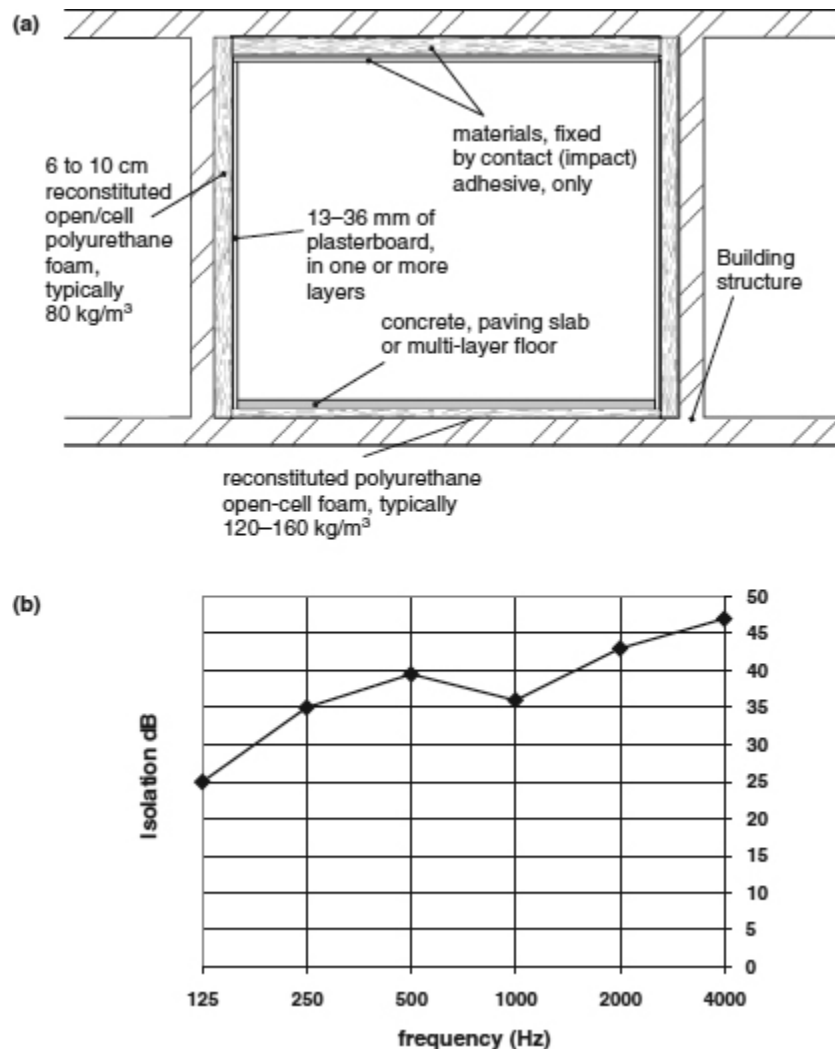 (a)
materials, fixed
by contact (impact)
adhesive, only
6 to 10 cm
reconstituted
open/cell
polyurethane
foam,
typically
80 kg/m³
13–36 mm of
plasterboard,
in one or more
layers
Building
structure
concrete, paving slab
or multi-layer floor
reconstituted polyurethane
open-cell foam, typically
120–160 kg/m³
(b)
Isolation dB
50
45
40
35
30
25
20
15
10
5
0
125 250 500 1000 2000 4000
frequency (Hz)